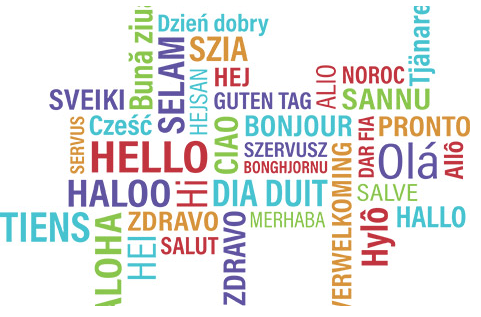 Bună ziua
Dzień dobry
Tjänare
SZIA
SELAM
HEJSAN
HEJ
ALIO
NOROC
SVEIKI
GUTEN TAG
SANNU
SERVUS
Cześć
CIAO
BONJOUR
DAR FIA
PRONTO
HELLO
SZERVUSZ
BONGHJORNU
Olá
Allô
HALOO
Hi
DIA DUIT
VERWELKOMING
SALVE
TIENS
ALOHA
HEI
ZDRAVO
SALUT
ZDRAVO
MERHABA
Hylô
HALLO